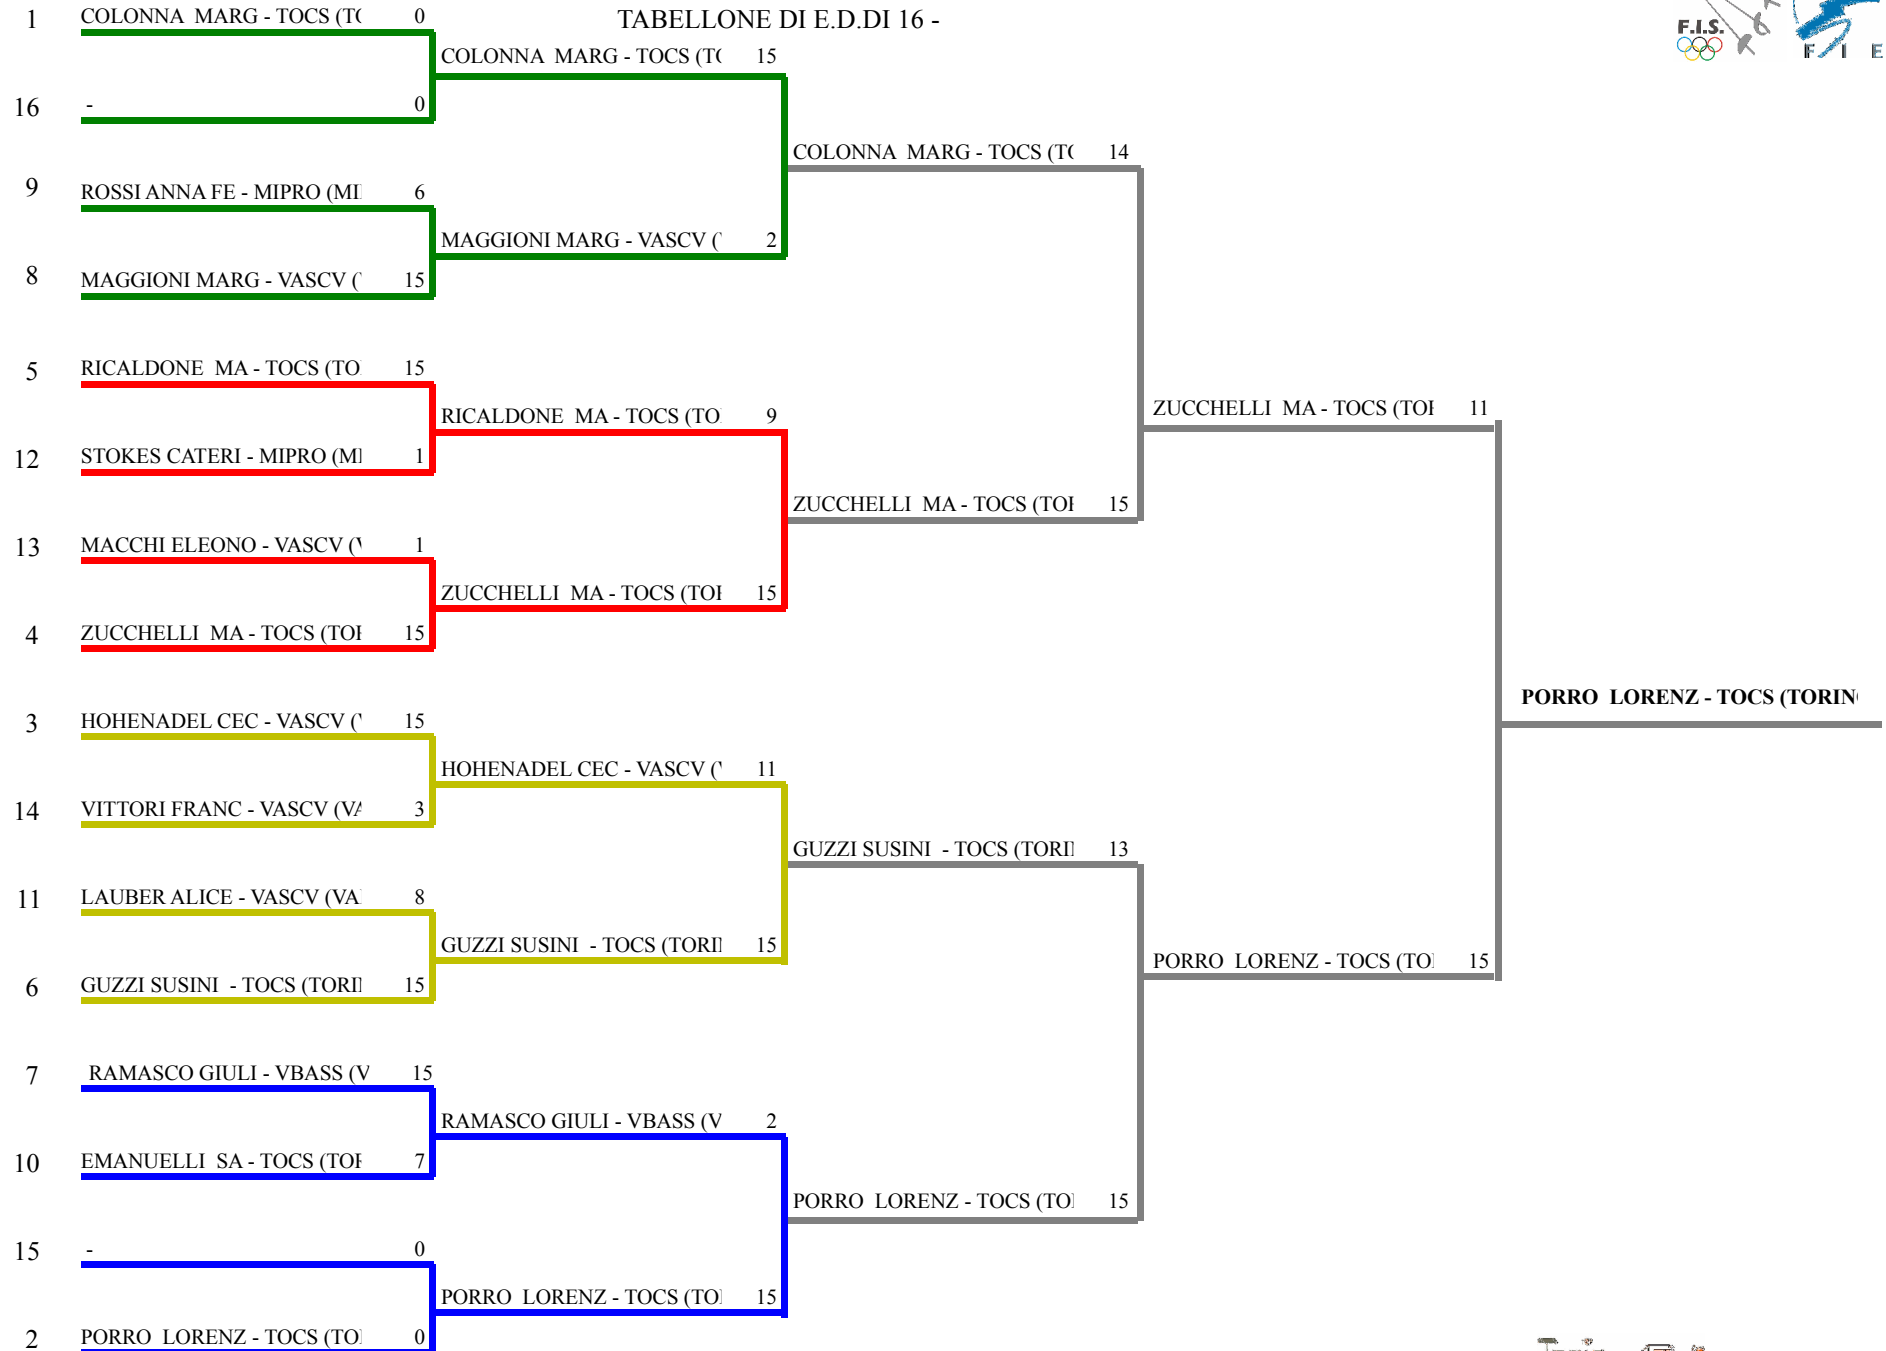 TABELLONE DI E.D.DI 16 -
F.I.S.
F I E
1 COLONNA MARG - TOCS (TO 0
COLONNA MARG - TOCS (TO 15
16 - 0
COLONNA MARG - TOCS (TO 14
9 ROSSI ANNA FE - MIPRO (MI 6
MAGGIONI MARG - VASCV ( 2
8 MAGGIONI MARG - VASCV ( 15
5 RICALDONE MA - TOCS (TO 15
RICALDONE MA - TOCS (TO 9
ZUCCHELLI MA - TOCS (TOR 11
12 STOKES CATERI - MIPRO (MI 1
ZUCCHELLI MA - TOCS (TOR 15
13 MACCHI ELEONO - VASCV (V 1
ZUCCHELLI MA - TOCS (TOR 15
4 ZUCCHELLI MA - TOCS (TOR 15
PORRO LORENZ - TOCS (TORINO
3 HOHENADEL CEC - VASCV (V 15
HOHENADEL CEC - VASCV (V 11
14 VITTORI FRANC - VASCV (VA 3
GUZZI SUSINI - TOCS (TORI 13
11 LAUBER ALICE - VASCV (VA 8
GUZZI SUSINI - TOCS (TORI 15
PORRO LORENZ - TOCS (TO 15
6 GUZZI SUSINI - TOCS (TORI 15
7 RAMASCO GIULI - VBASS (V 15
RAMASCO GIULI - VBASS (V 2
10 EMANUELLI SA - TOCS (TOR 7
PORRO LORENZ - TOCS (TO 15
15 - 0
PORRO LORENZ - TOCS (TO 15
2 PORRO LORENZ - TOCS (TO 0